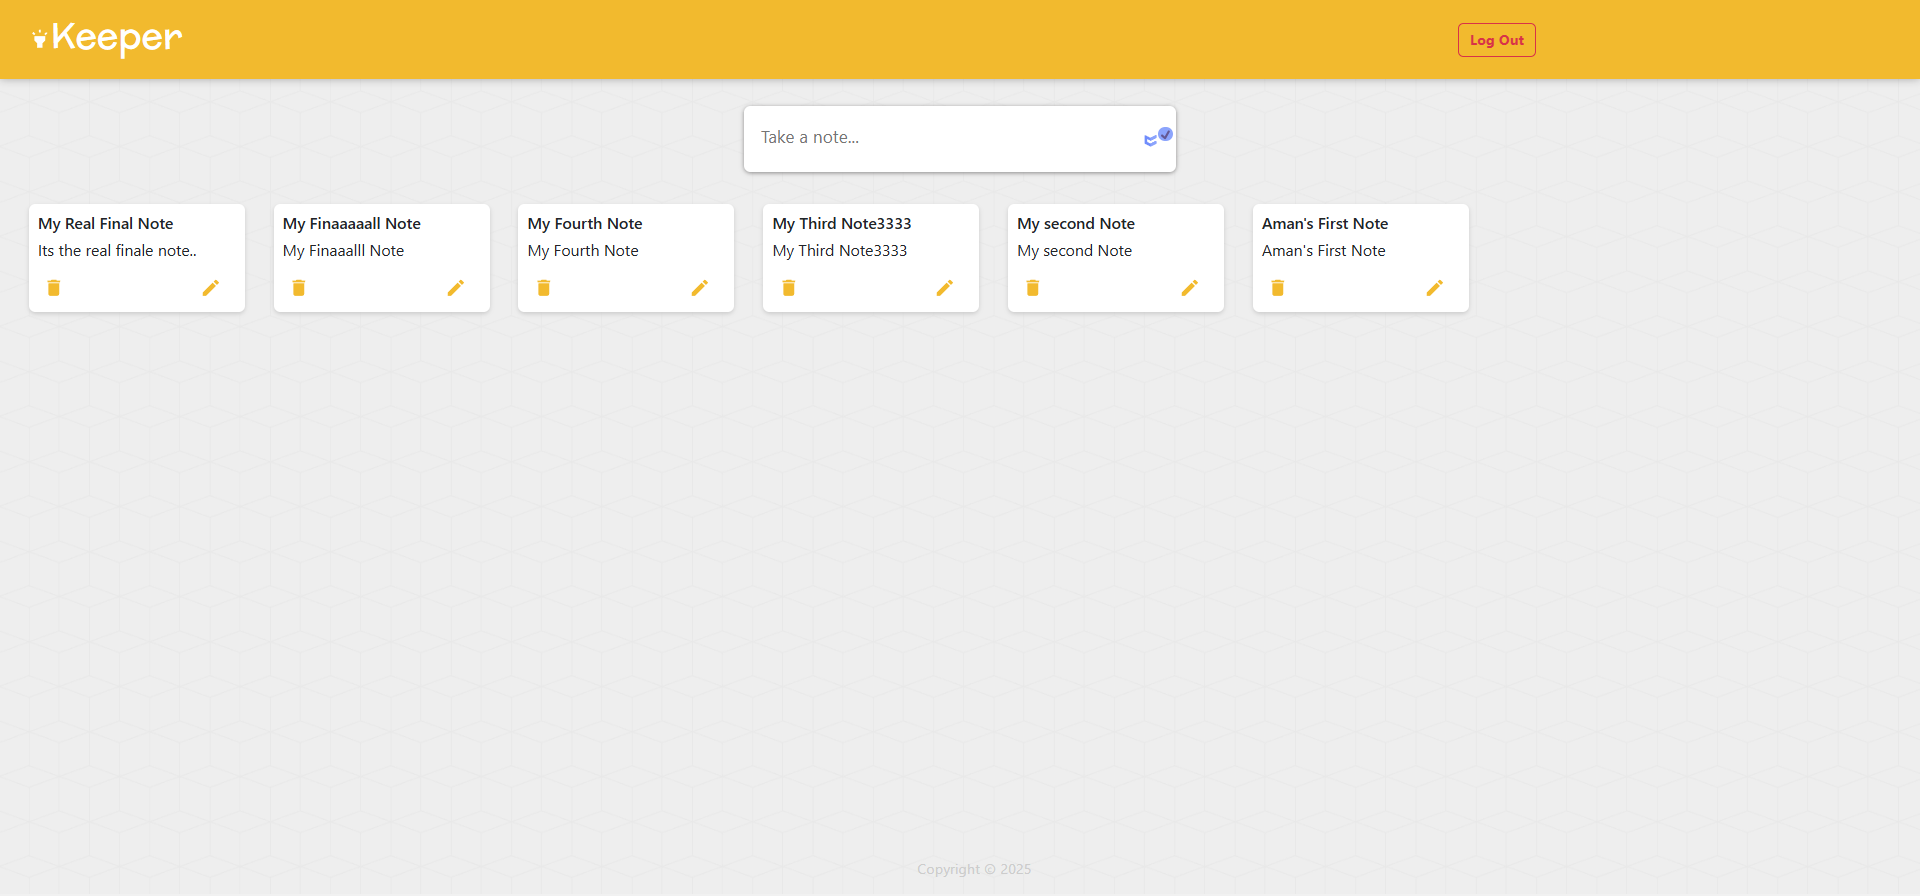 Keeper
Log Out
Take a note...
My Real Final Note
Its the real finale note..
My Finaaaaall Note
My Finaaalll Note
My Fourth Note
My Fourth Note
My Third Note3333
My Third Note3333
My second Note
My second Note
Aman's First Note
Aman's First Note
Copyright © 2025